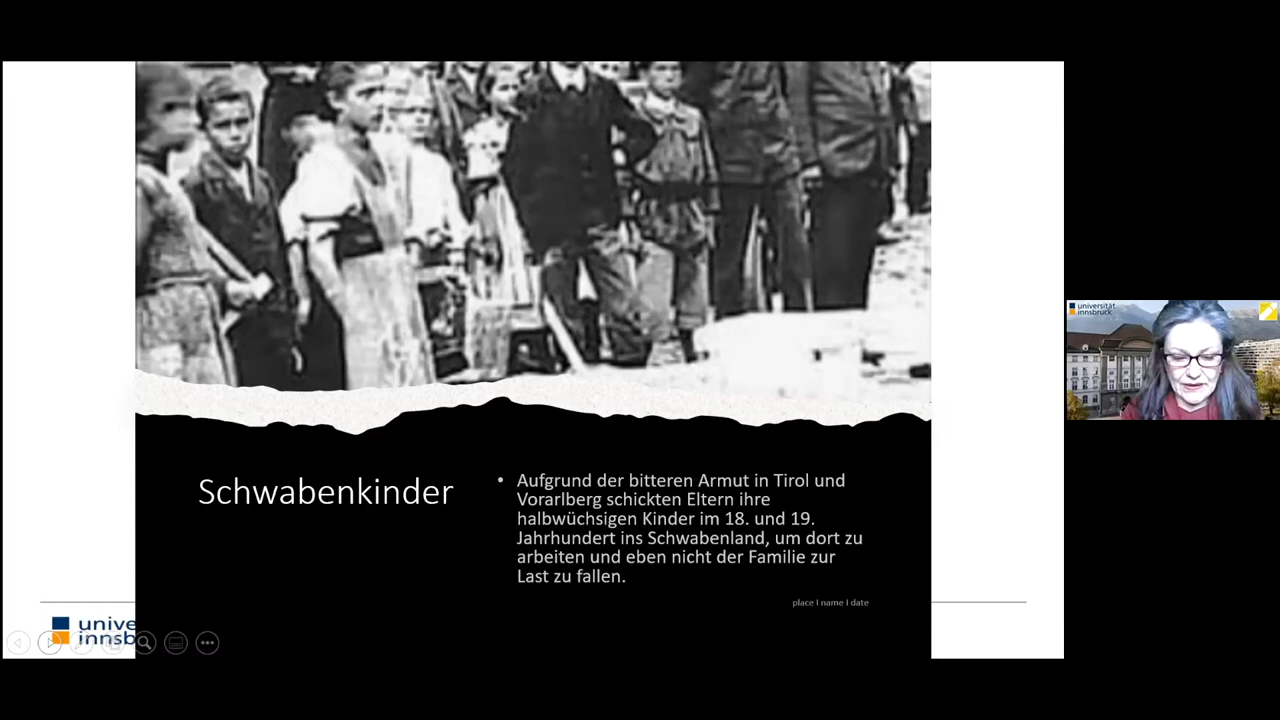 universität
innsbruck
Schwabenkinder
• Aufgrund der bitteren Armut in Tirol und
Vorarlberg schickten Eltern ihre
halbwüchsigen Kinder im 18. und 19.
Jahrhundert ins Schwabenland, um dort zu
arbeiten und eben nicht der Familie zur
Last zu fallen.
place I name I date
unive
innsb